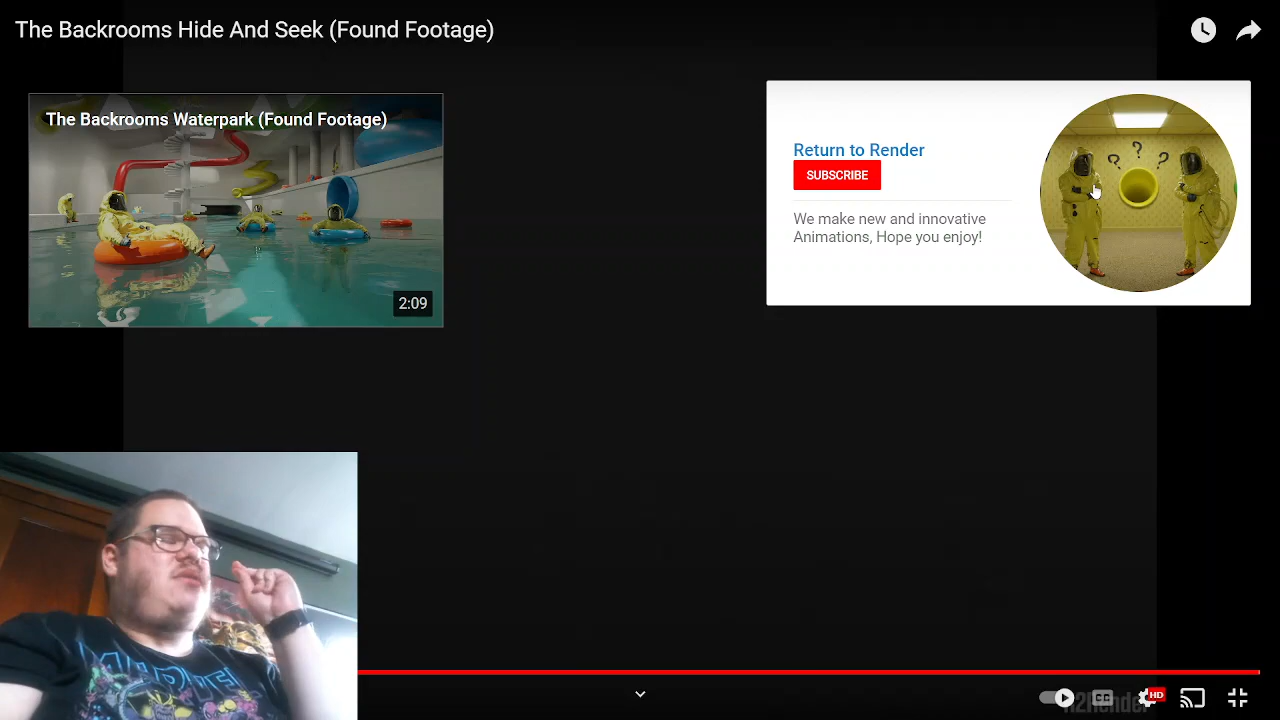 The Backrooms Hide And Seek (Found Footage)
The Backrooms Waterpark (Found Footage)
2:09
Return to Render
SUBSCRIBE
We make new and innovative
Animations, Hope you enjoy!
? ? ?
CC
HD